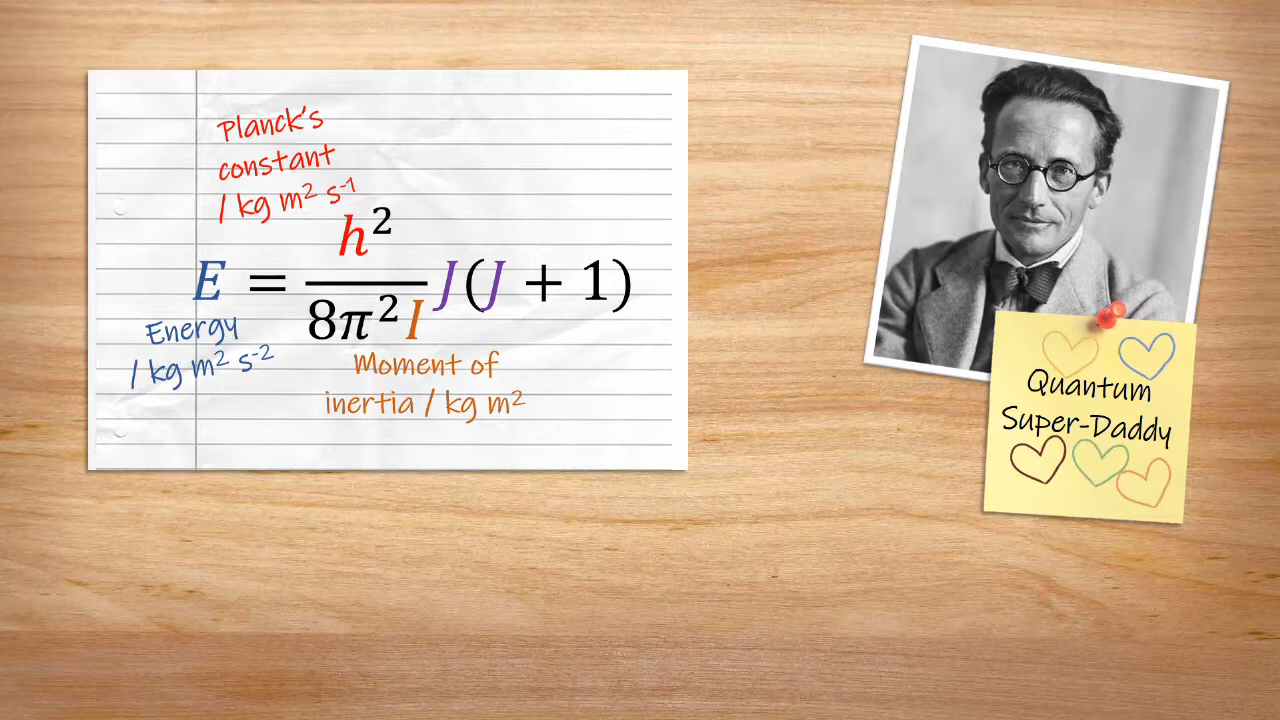 Planck's
constant
/ kg m² s⁻¹
E = h²/8π²I J(J + 1)
Energy
/ kg m² s⁻²
Moment of
inertia / kg m²
Quantum
Super-Daddy